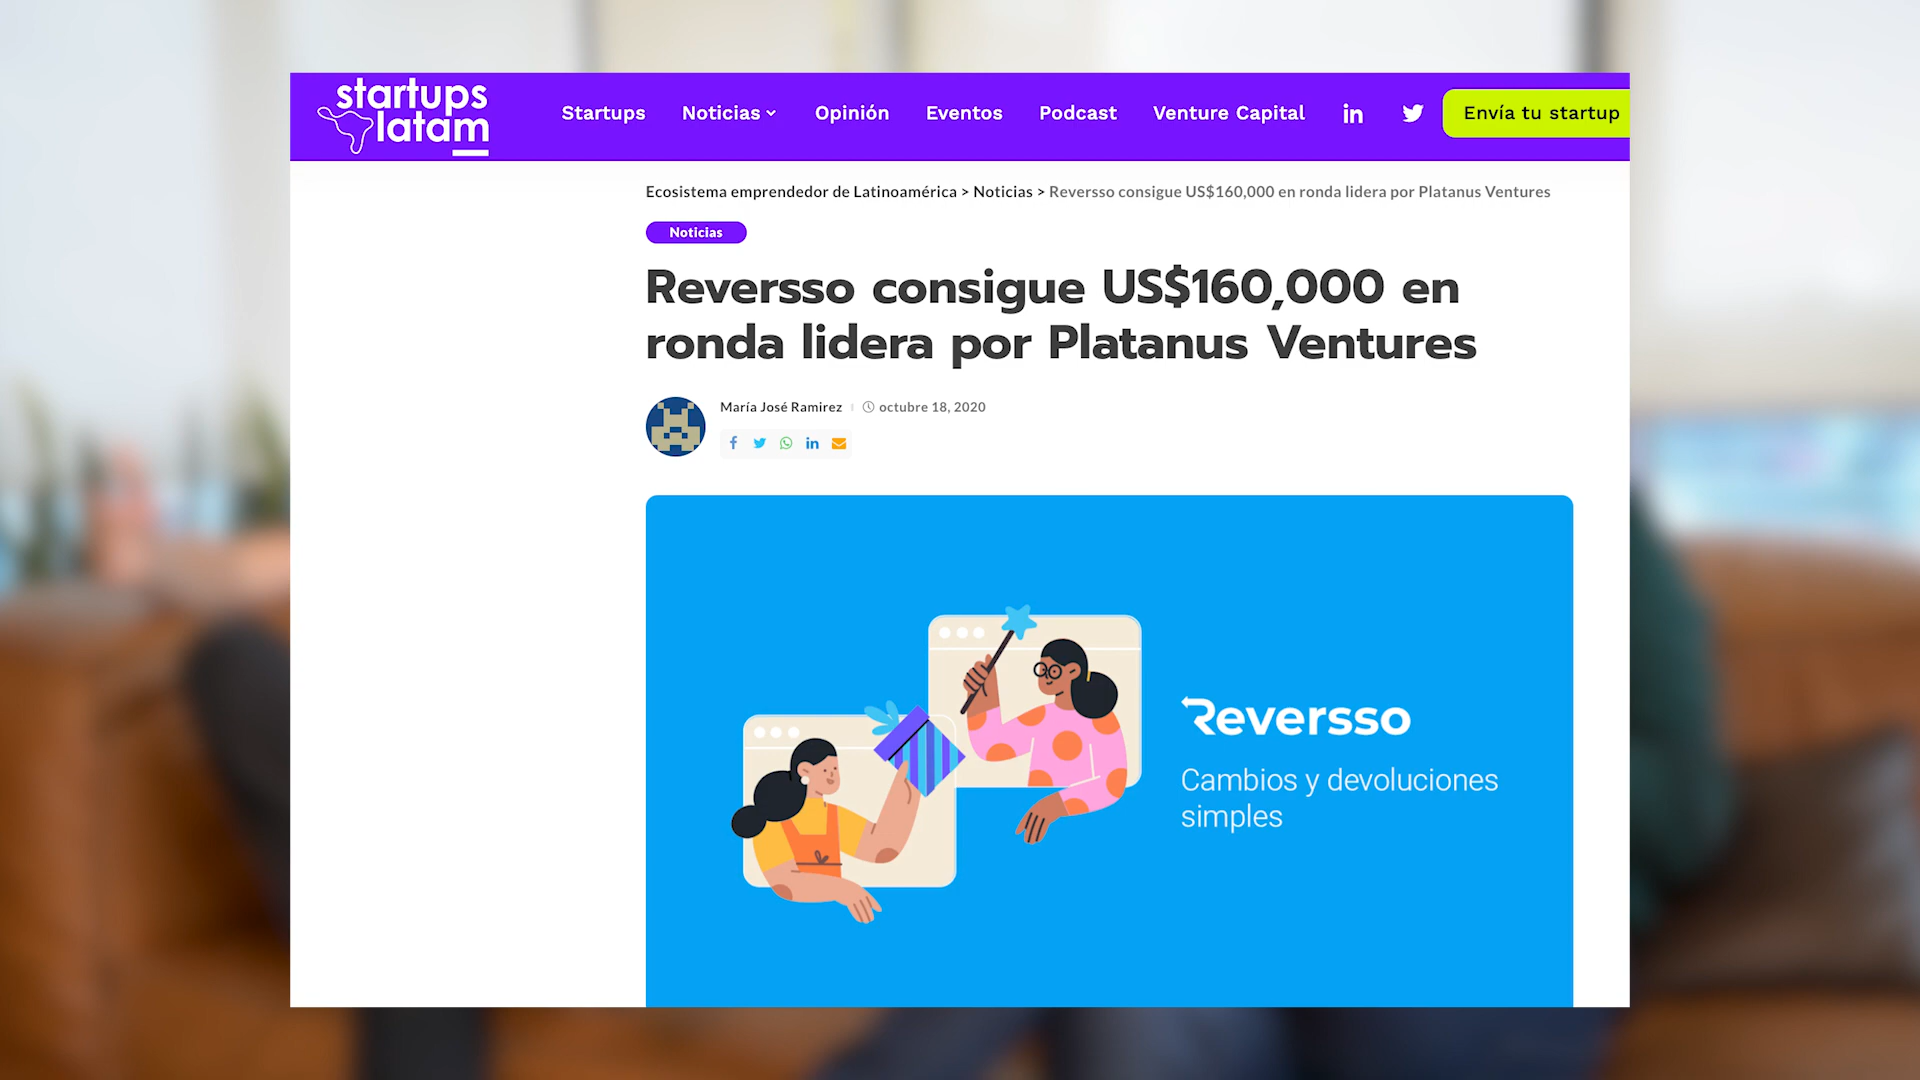 startups
latam
Startups Noticias Opinión Eventos Podcast Venture Capital in Envía tu startup
Ecosistema emprendedor de Latinoamérica > Noticias > Reversso consigue US$160,000 en ronda lidera por Platanus Ventures
Noticias
Reversso consigue US$160,000 en
ronda lidera por Platanus Ventures
María José Ramirez octubre 18, 2020
Reversso
Cambios y devoluciones
simples